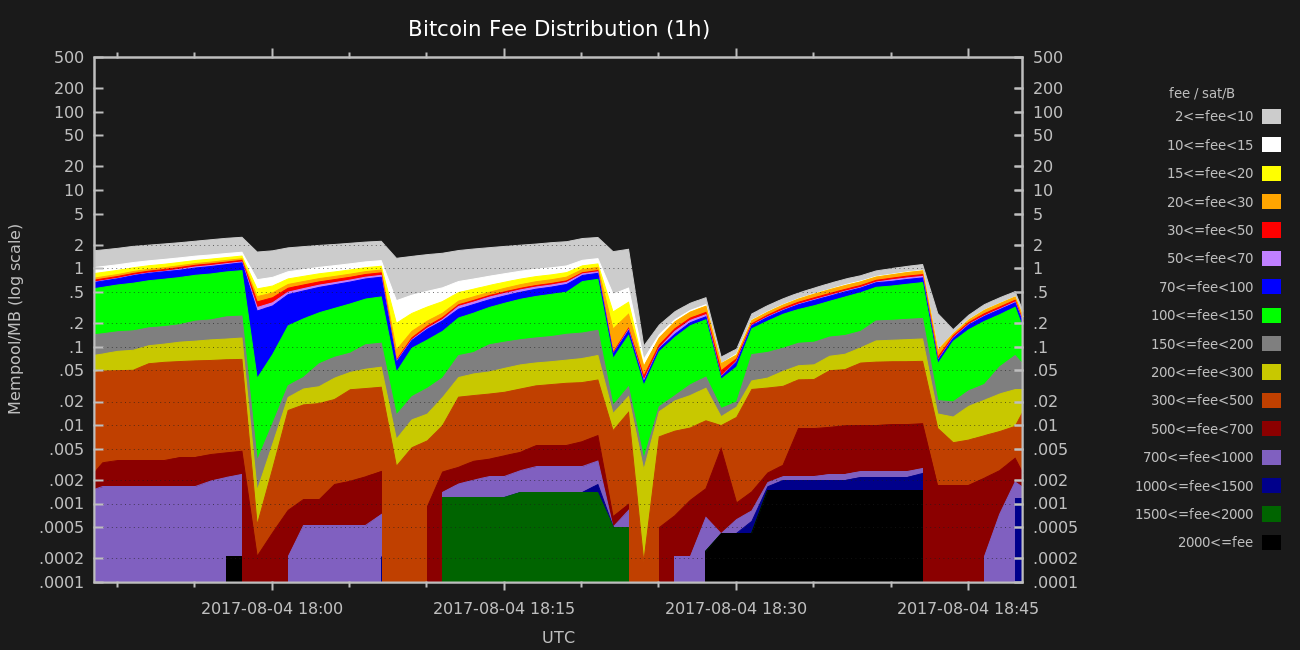 Bitcoin Fee Distribution (1h)
Mempool/MB (log scale)
500
200
100
50
20
10
5
2
1
.5
.2
.1
.05
.02
.01
.005
.002
.001
.0005
.0002
.0001
500
200
100
50
20
10
5
2
1
.5
.2
.1
.05
.02
.01
.005
.002
.001
.0005
.0002
.0001
2017-08-04 18:00 2017-08-04 18:15 2017-08-04 18:30 2017-08-04 18:45
UTC
fee / sat/B
2<=fee<10
10<=fee<15
15<=fee<20
20<=fee<30
30<=fee<50
50<=fee<70
70<=fee<100
100<=fee<150
150<=fee<200
200<=fee<300
300<=fee<500
500<=fee<700
700<=fee<1000
1000<=fee<1500
1500<=fee<2000
2000<=fee